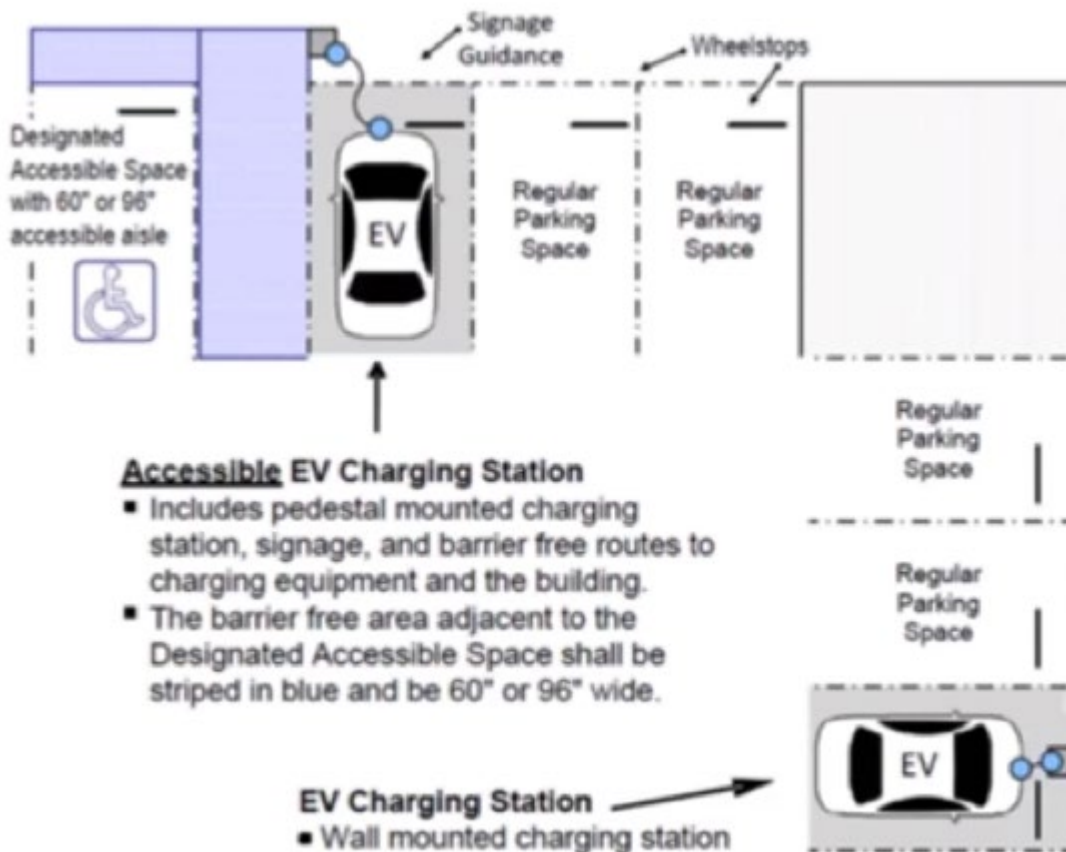 Signage
Guidance
Wheelstops
Designated
Accessible Space
with 60" or 96"
accessible aisle
EV
Regular
Parking
Space
Regular
Parking
Space
Regular
Parking
Space
Accessible EV Charging Station
▪ Includes pedestal mounted charging
station, signage, and barrier free routes to
charging equipment and the building.
▪ The barrier free area adjacent to the
Designated Accessible Space shall be
striped in blue and be 60" or 96" wide.
Regular
Parking
Space
EV
EV Charging Station
▪ Wall mounted charging station